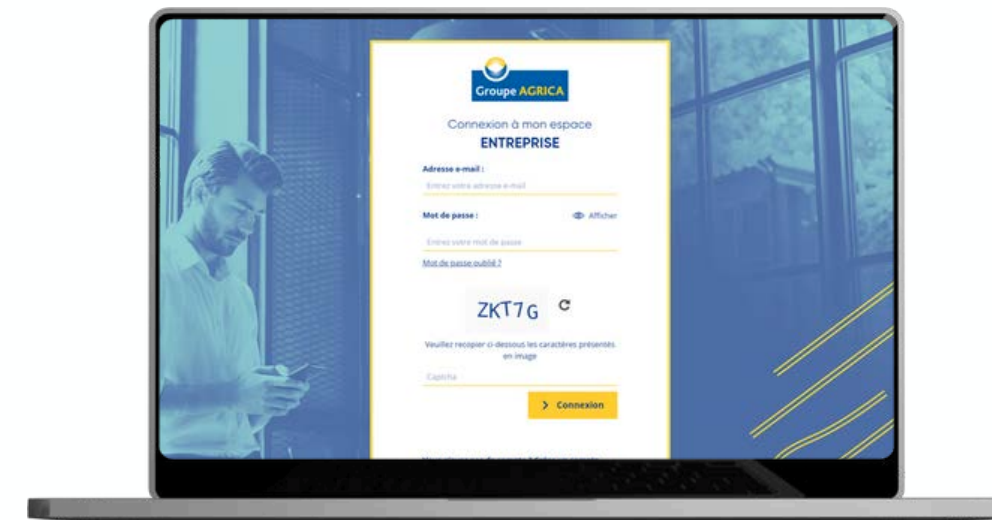 Groupe AGRICA
Connexion à mon espace
ENTREPRISE
Adresse e-mail :
Entrez votre adresse e-mail
Mot de passe :
Afficher
Entrez votre mot de passe
Mot de passe oublié ?
ZKT7G
Veuillez recopier ci-dessous les caractères présentés
en image
Captcha
Connexion